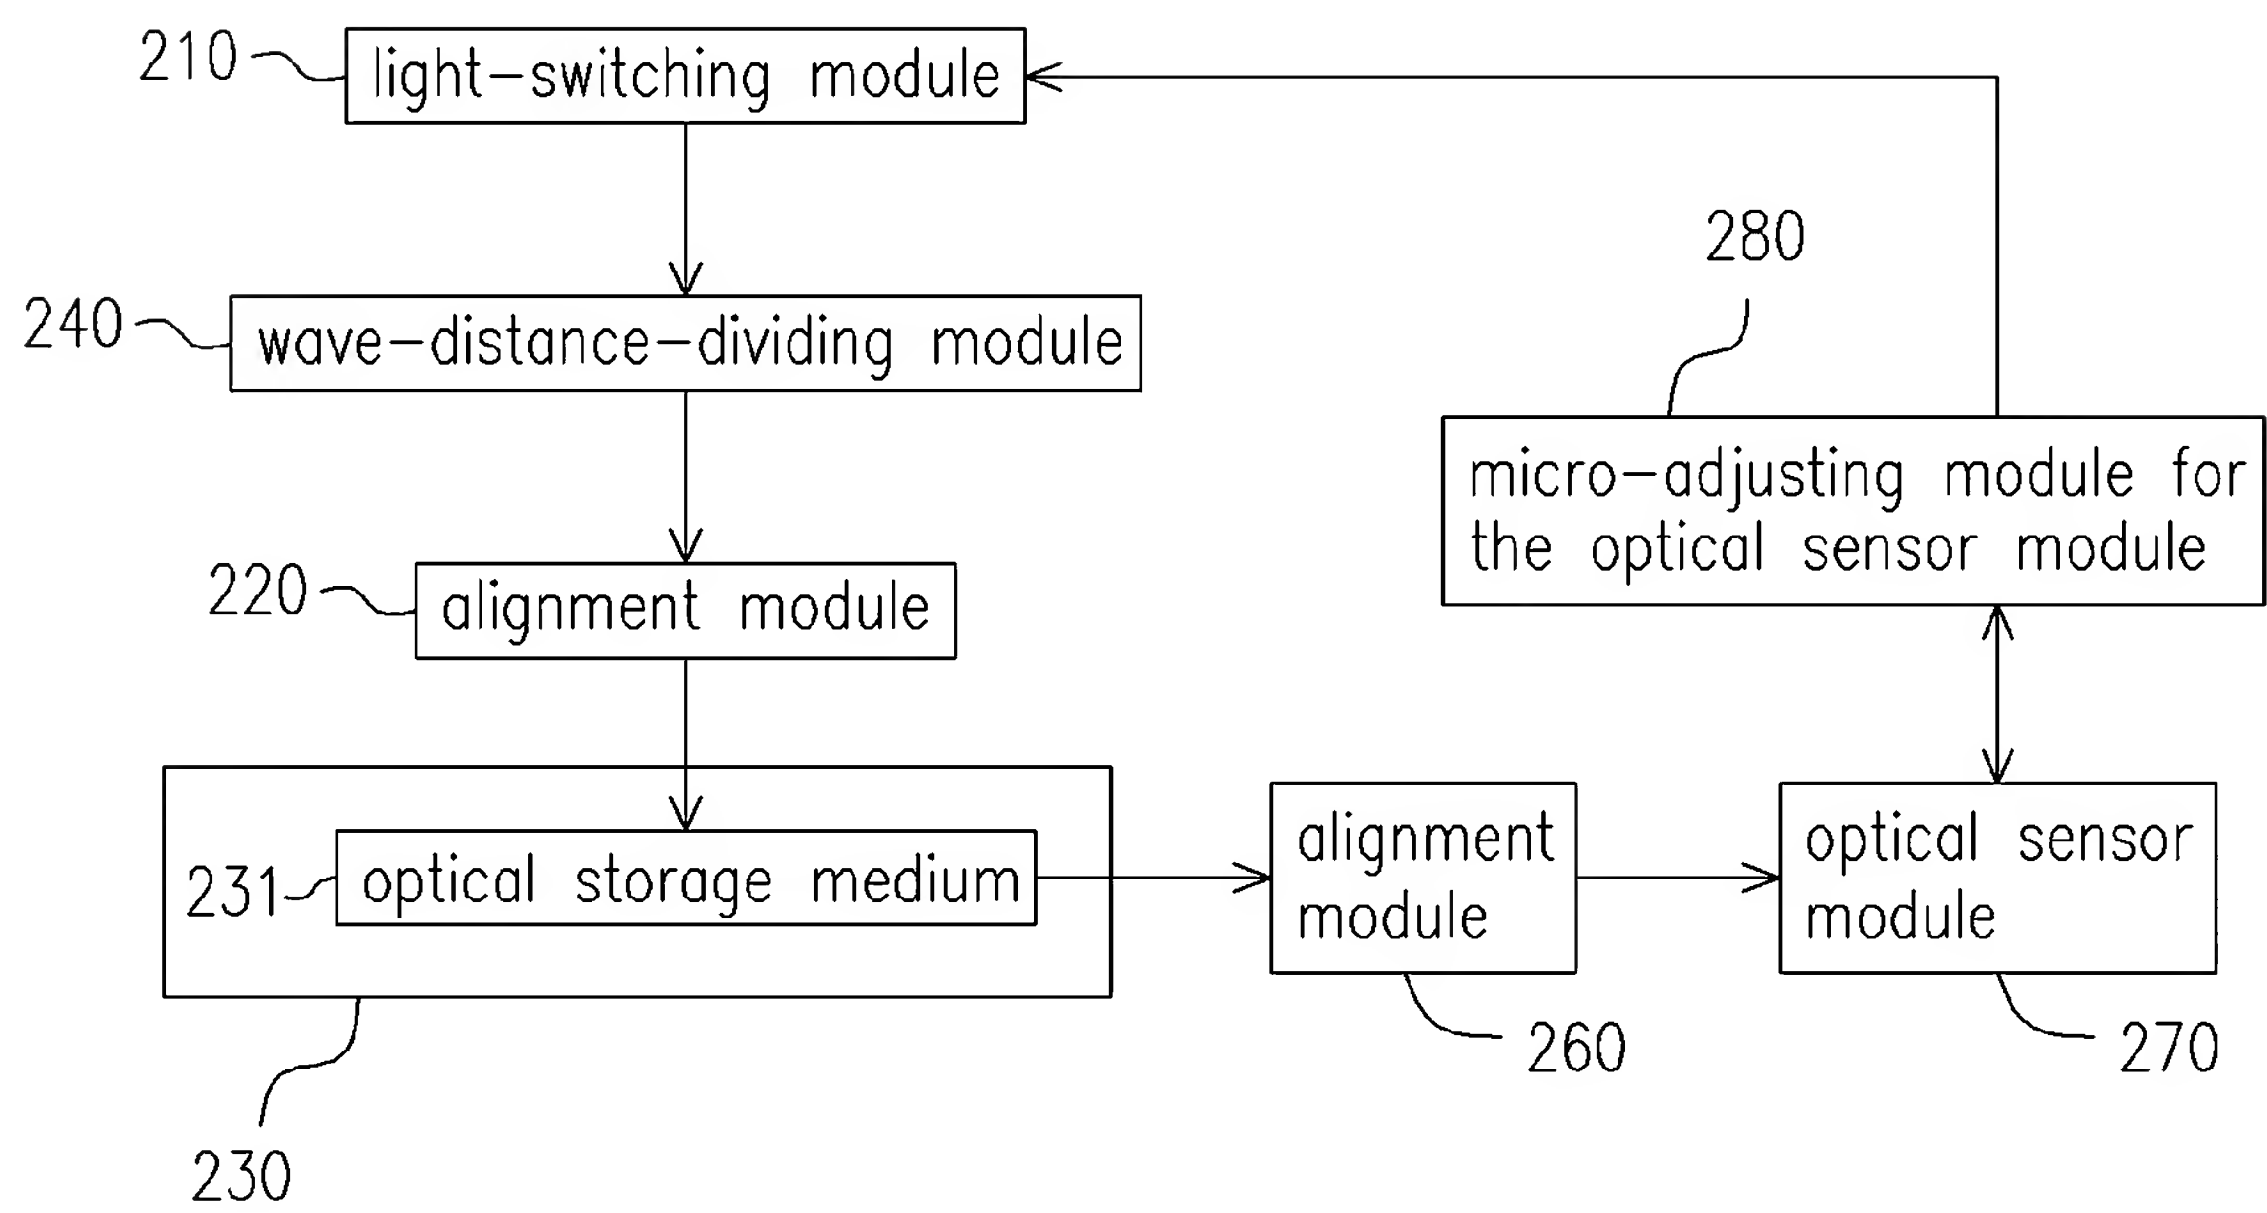 210
light-switching module
280
240
wave-distance-dividing module
micro-adjusting module for
the optical sensor module
220
alignment module
231
optical storage medium
alignment
module
optical sensor
module
260
270
230